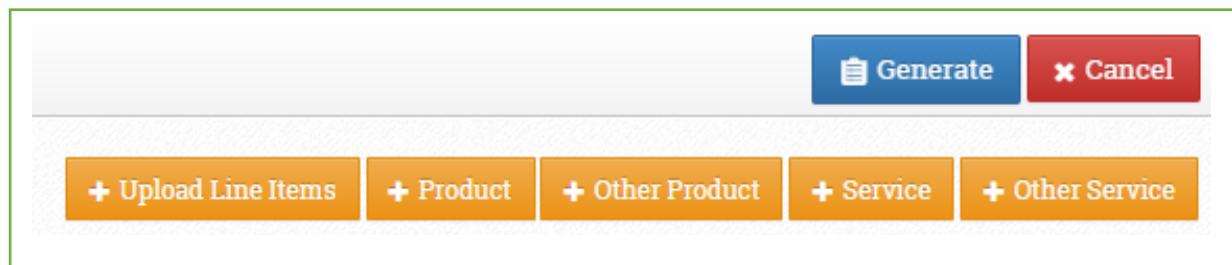 Generate Cancel
+ Upload Line Items + Product + Other Product + Service + Other Service